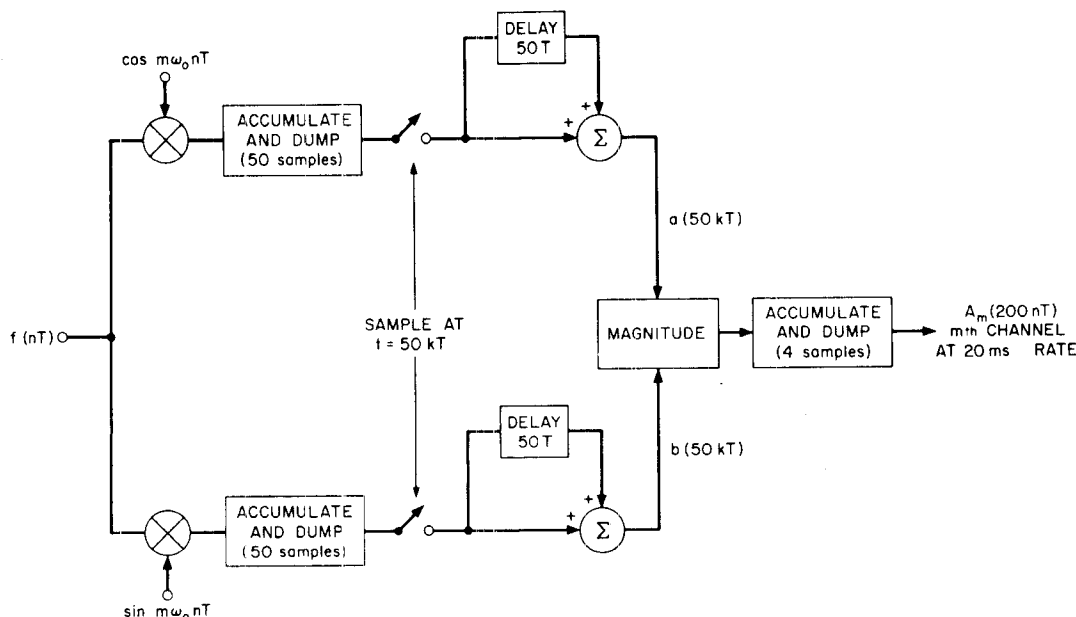 DELAY
50T
cos mω₀nT
ACCUMULATE
AND DUMP
(50 samples)
+
+
Σ
a (50 kT)
f (nT)
SAMPLE AT
t = 50 kT
MAGNITUDE
ACCUMULATE
AND DUMP
(4 samples)
Aₘ (200 nT)
mth CHANNEL
AT 20 ms RATE
DELAY
50T
b (50 kT)
ACCUMULATE
AND DUMP
(50 samples)
+
+
Σ
sin mω₀nT